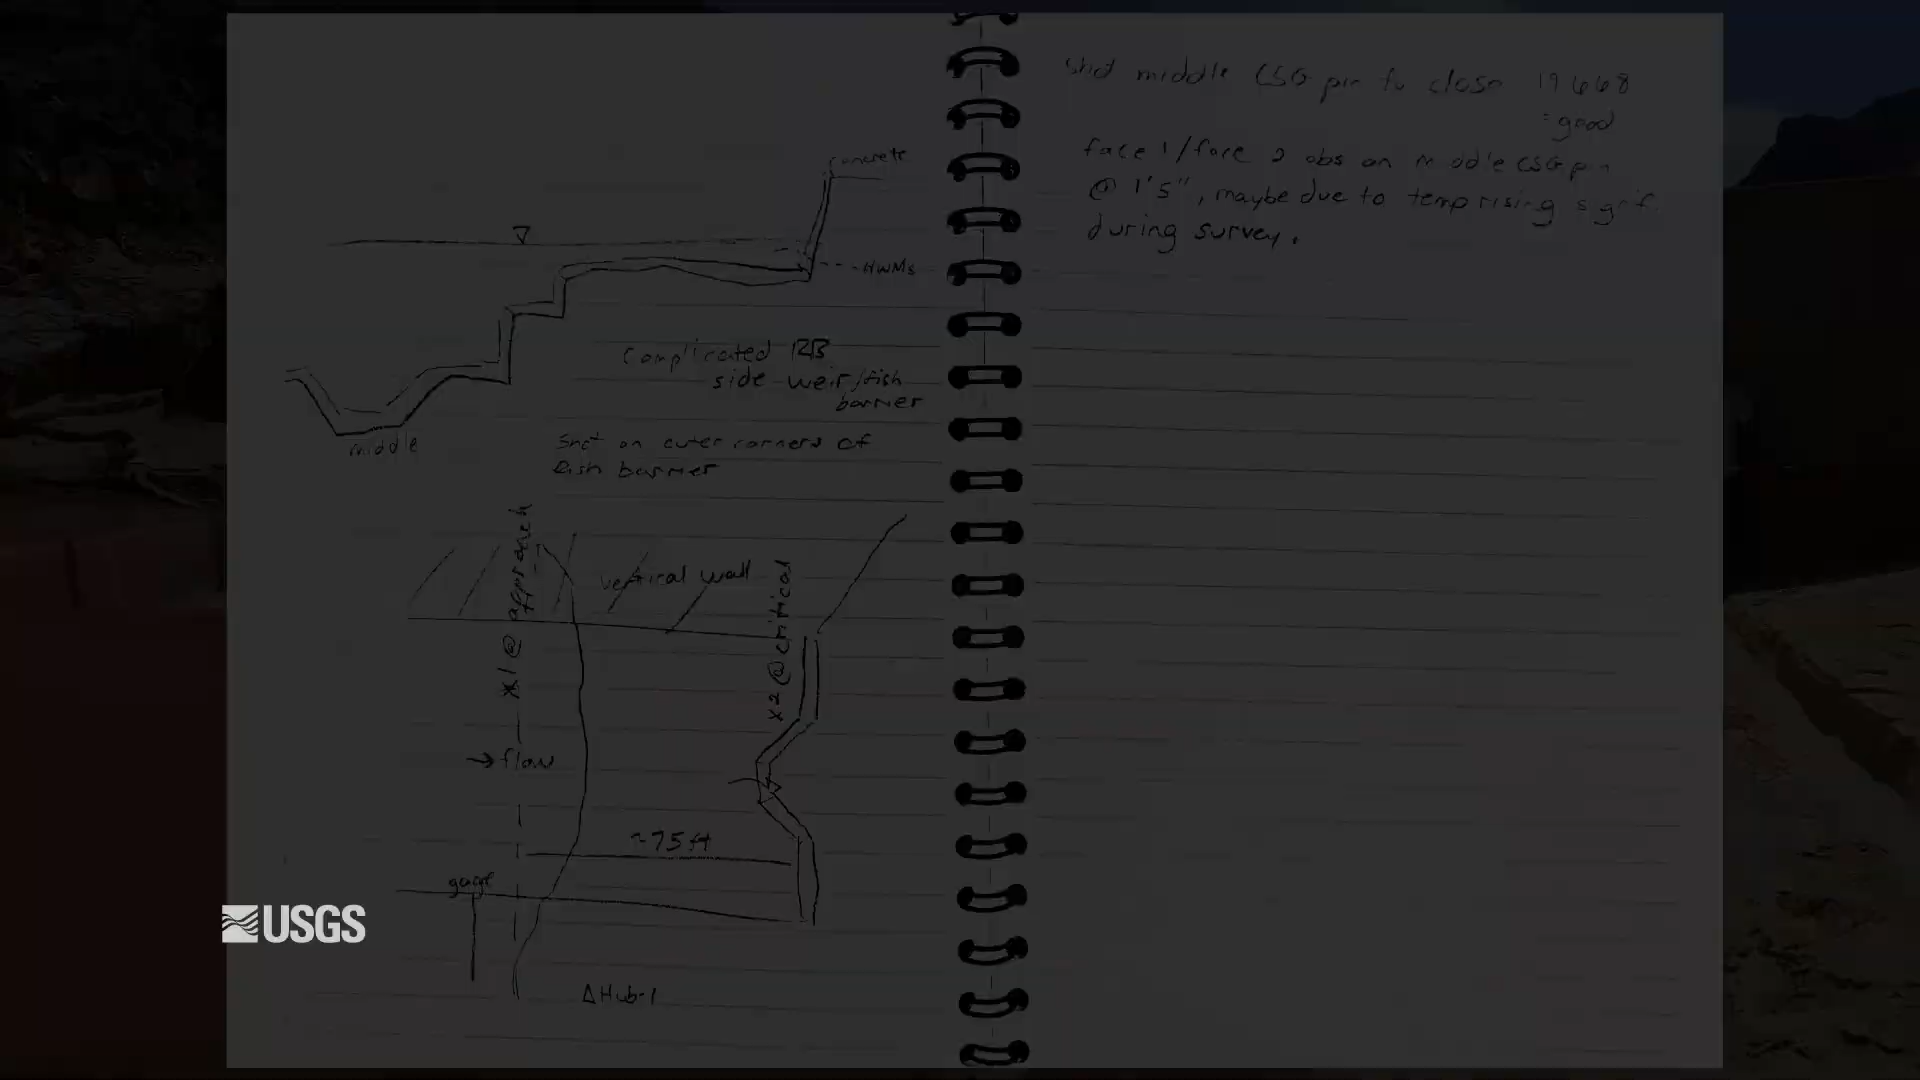 concrete
HWMs
Complicated RB
side weir/fish
barrier
middle
Shot on outer corners of
fish barrier
X1 @ approach
vertical wall
X2 @ critical
→ flow
~75 ft
gage
Δ Hub-1
Shot middle CSG pin to close 19668
: good
face 1/face 2 obs on middle CSG pin
@ 1'5", maybe due to temp rising signif.
during survey.
USGS